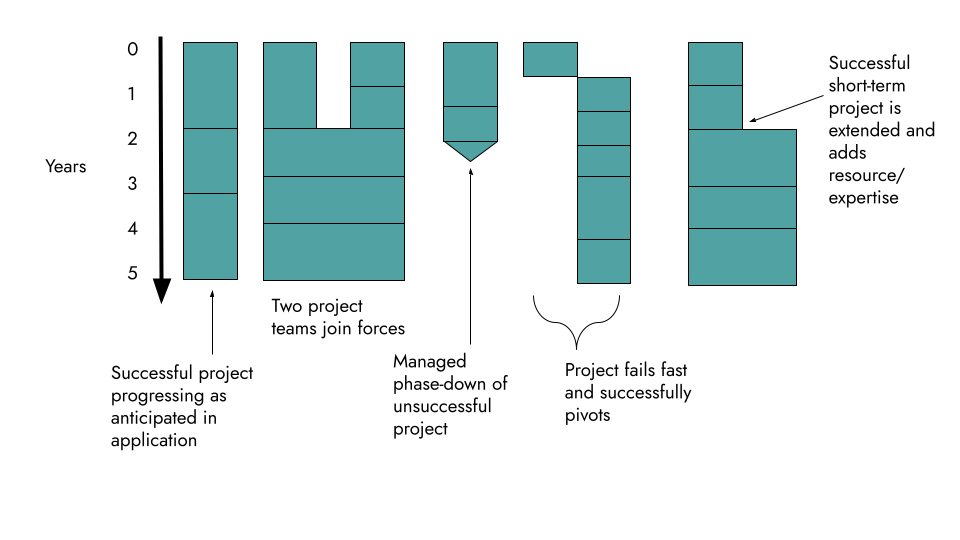 Years
0
1
2
3
4
5
Successful project
progressing as
anticipated in
application
Two project
teams join forces
Managed
phase-down of
unsuccessful
project
Project fails fast
and successfully
pivots
Successful
short-term
project is
extended and
adds
resource/
expertise